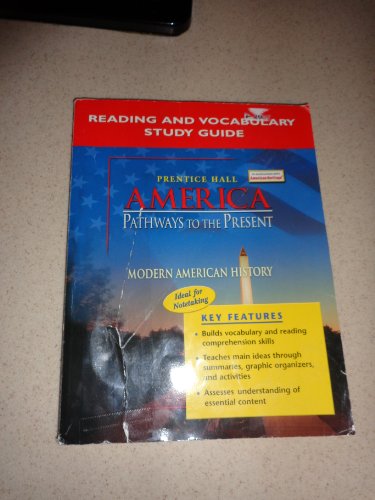 READING AND VOCABULARY
STUDY GUIDE
PRENTICE HALL
American Heritage®
AMERICA
PATHWAYS TO THE PRESENT
MODERN AMERICAN HISTORY
Ideal for
Notetaking
KEY FEATURES
• Builds vocabulary and reading
comprehension skills
• Teaches main ideas through
summaries, graphic organizers,
and activities
• Assesses understanding of
essential content